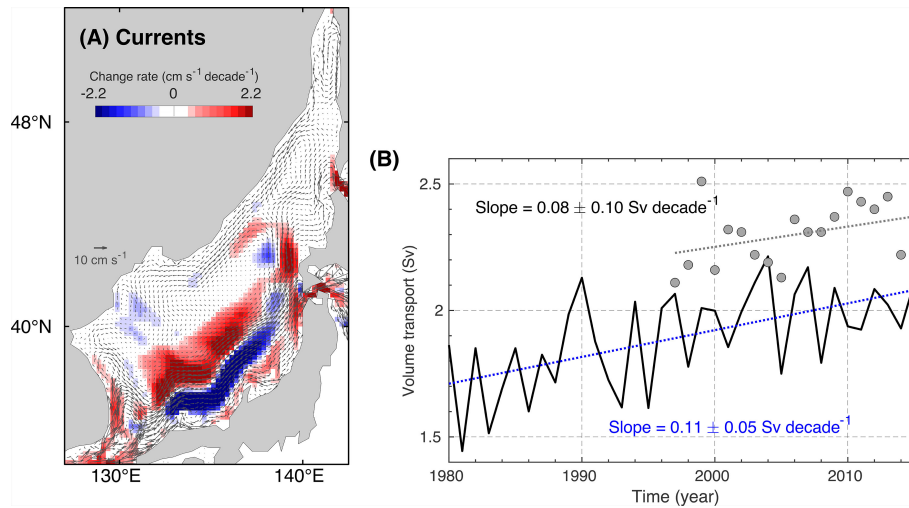 (A) Currents
Change rate (cm s⁻¹ decade⁻¹)
-2.2 0 2.2
48°N
10 cm s⁻¹
40°N
130°E 140°E
(B)
2.5
Slope = 0.08 ± 0.10 Sv decade⁻¹
Volume transport (Sv)
2
Slope = 0.11 ± 0.05 Sv decade⁻¹
1.5
1980 1990 2000 2010
Time (year)